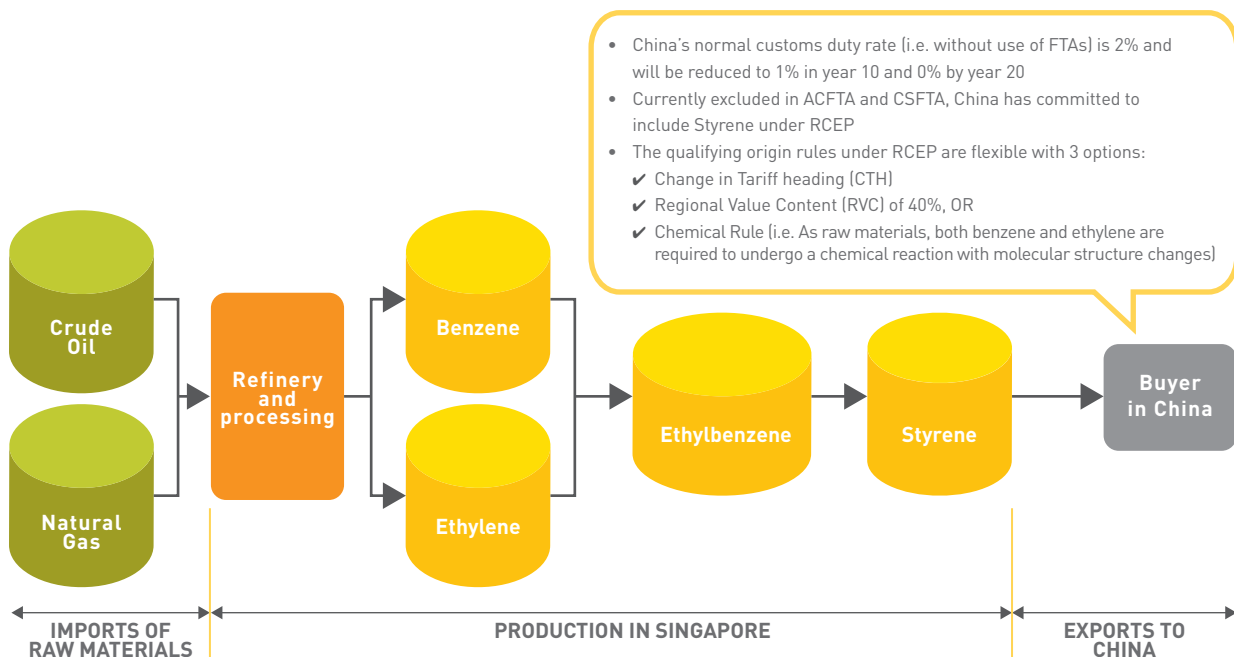 • China's normal customs duty rate (i.e. without use of FTAs) is 2% and
will be reduced to 1% in year 10 and 0% by year 20
• Currently excluded in ACFTA and CSFTA, China has committed to
include Styrene under RCEP
• The qualifying origin rules under RCEP are flexible with 3 options:
✔ Change in Tariff heading (CTH)
✔ Regional Value Content (RVC) of 40%, OR
✔ Chemical Rule (i.e. As raw materials, both benzene and ethylene are
required to undergo a chemical reaction with molecular structure changes)
Crude
Oil
Natural
Gas
Refinery
and
processing
Benzene
Ethylene
Ethylbenzene
Styrene
Buyer
in China
IMPORTS OF
RAW MATERIALS
PRODUCTION IN SINGAPORE
EXPORTS TO
CHINA